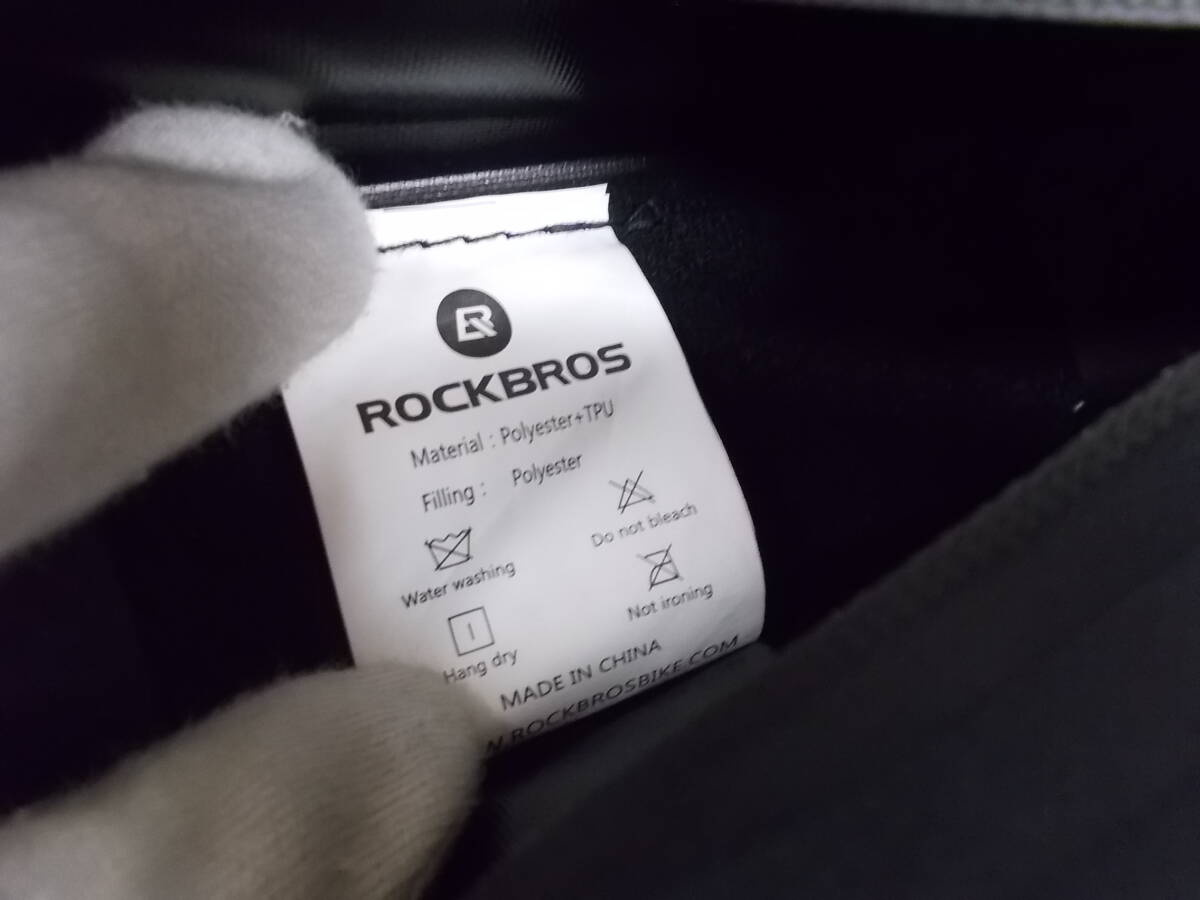 R
ROCKBROS
Material : Polyester+TPU
Filling : Polyester
Water washing
Do not bleach
Hang dry
Not ironing
MADE IN CHINA
ROCKBROSBIKE.COM